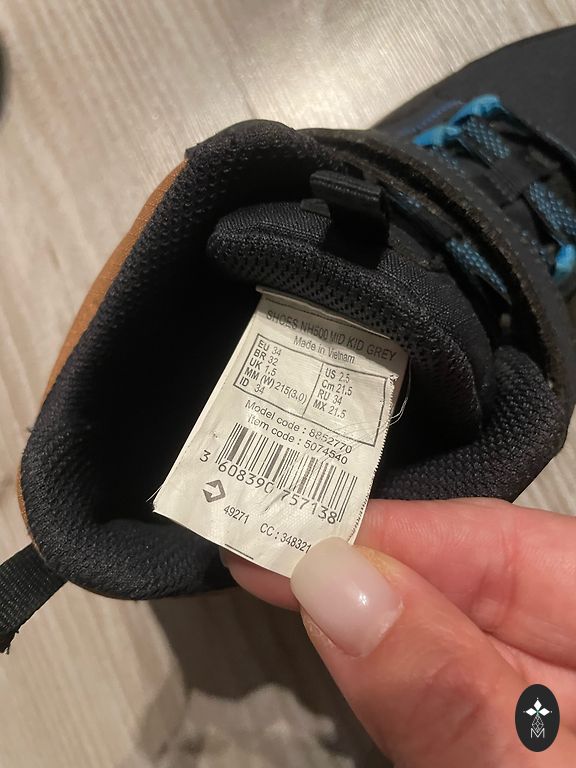 SHOES NH500 MID KID GREY
Made in Vietnam
EU 34 US 2.5
BR 32 Cm 21.5
UK 1.5 RU 34
MM (W) 215(3.0) MX 21.5
ID 34
Model code : 8852770
Item code : 5074540
3 608390 757138
49271 CC : 348321
M